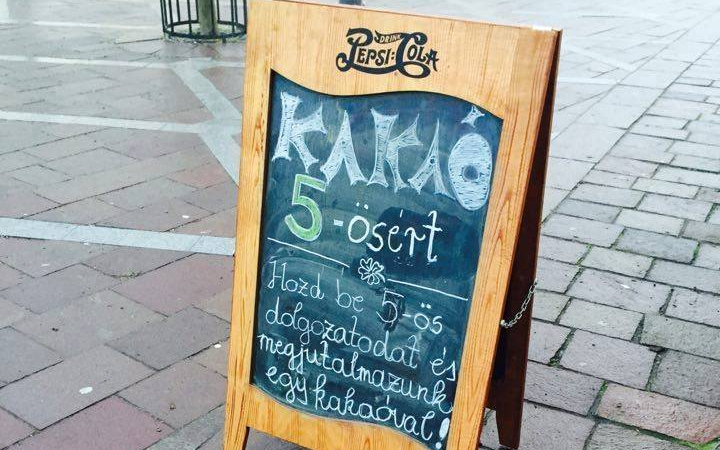 DRINK
PEPSI:COLA
KAKAÓ
5-ösért
Hozd be 5-ös
dolgozatodat és
megjutalmazunk
egy kakaóval!